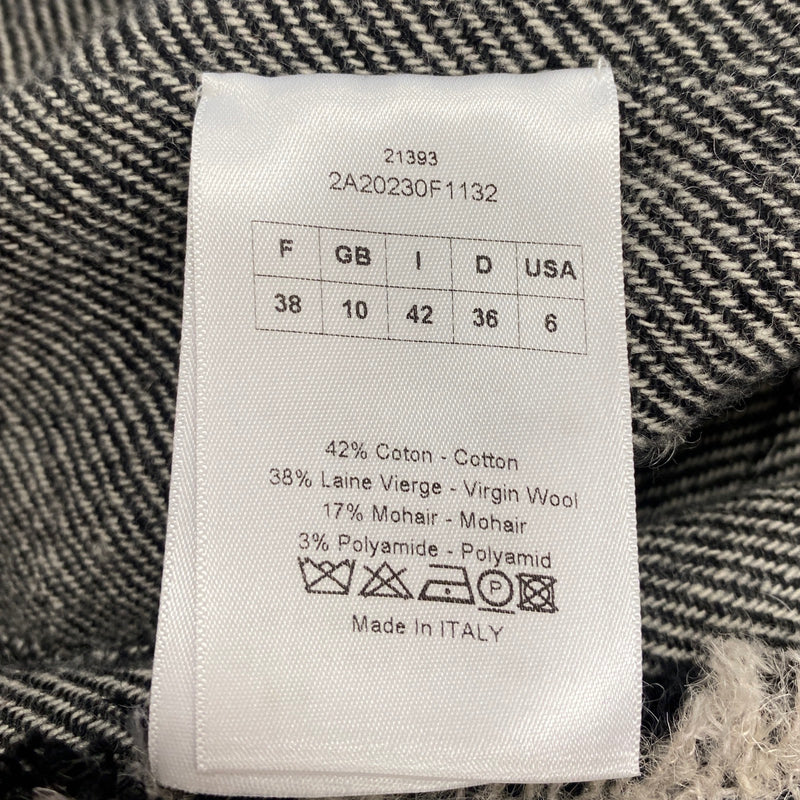 21393
2A20230F1132
F GB I D USA
38 10 42 36 6
42% Coton - Cotton
38% Laine Vierge - Virgin Wool
17% Mohair - Mohair
3% Polyamide - Polyamid
P
Made In ITALY